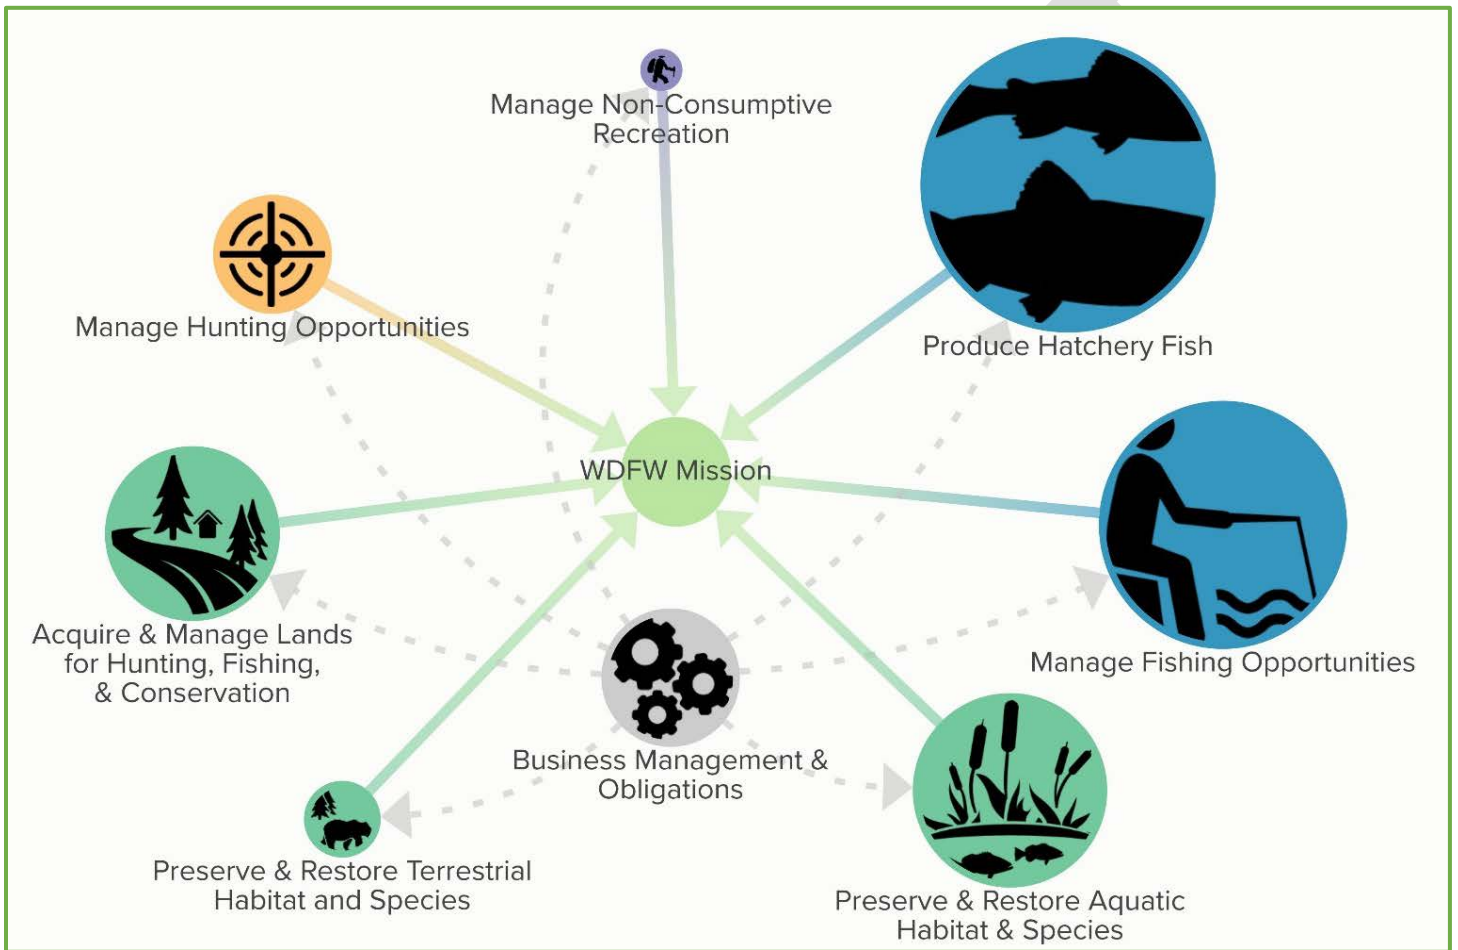 Manage Non-Consumptive
Recreation
Manage Hunting Opportunities
Produce Hatchery Fish
WDFW Mission
Acquire & Manage Lands
for Hunting, Fishing,
& Conservation
Manage Fishing Opportunities
Business Management &
Obligations
Preserve & Restore Terrestrial
Habitat and Species
Preserve & Restore Aquatic
Habitat & Species